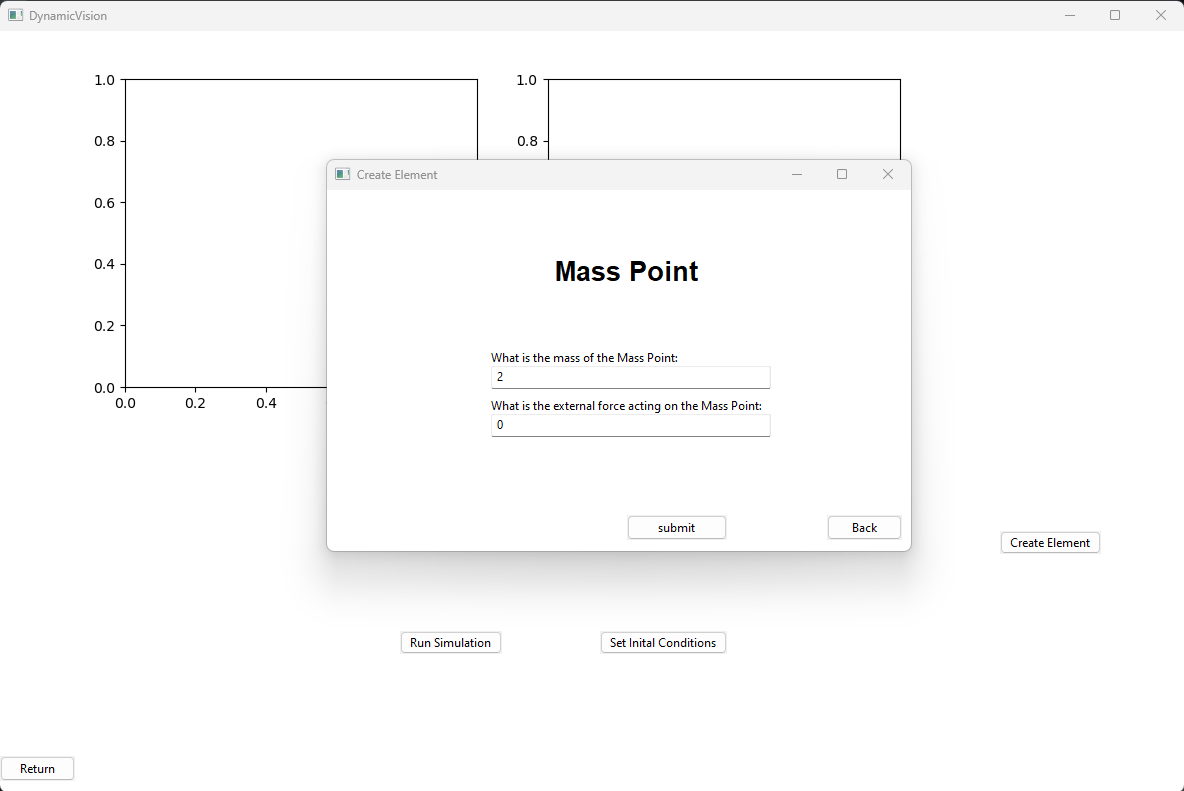 DynamicVision
1.0
0.8
0.6
0.4
0.2
0.0
0.0 0.2 0.4
1.0
0.8
Create Element
Mass Point
What is the mass of the Mass Point:
2
What is the external force acting on the Mass Point:
0
submit Back
Create Element
Run Simulation Set Inital Conditions
Return